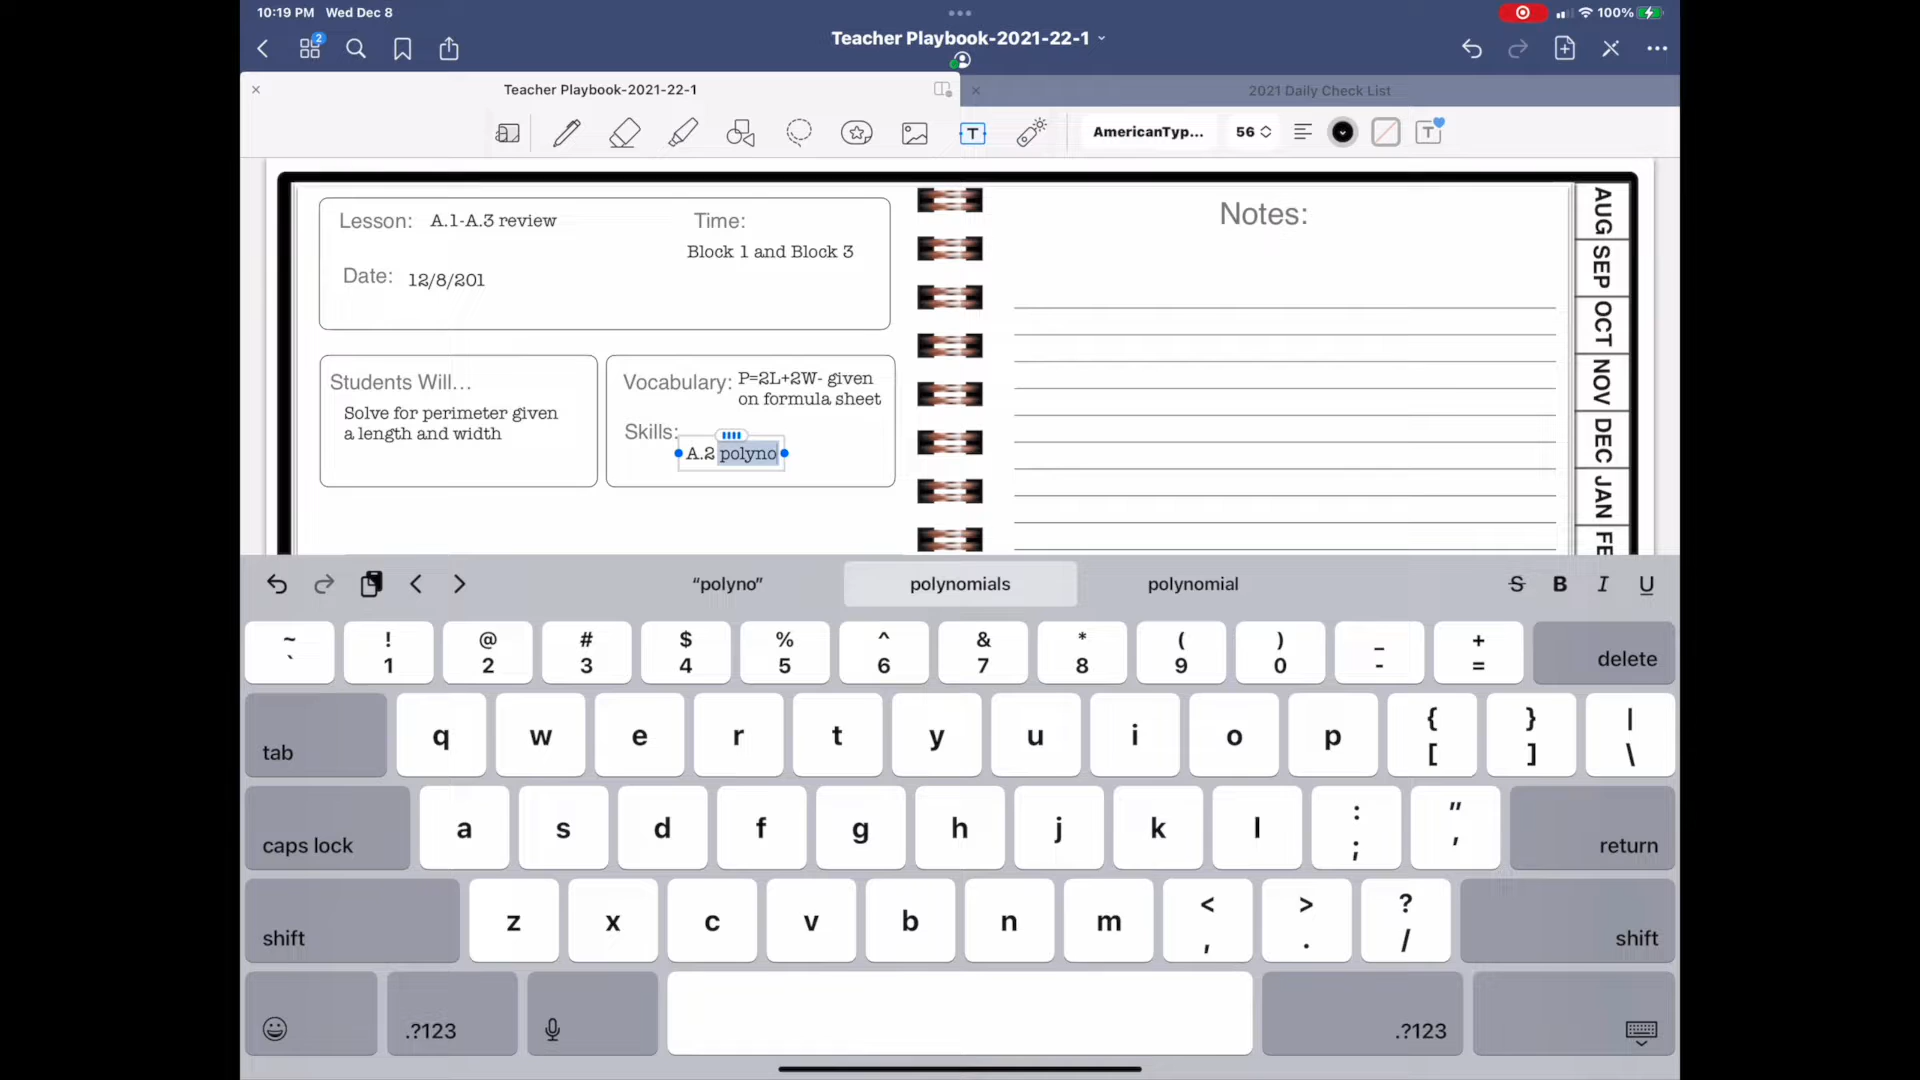 10:19 PM Wed Dec 8
100%
2
Teacher Playbook-2021-22-1
Teacher Playbook-2021-22-1
2021 Daily Check List
T
AmericanTyp...
56
T
Lesson: A.1-A.3 review
Time:
Block 1 and Block 3
Date: 12/8/201
Students Will...
Solve for perimeter given
a length and width
Vocabulary: P=2L+2W- given
on formula sheet
Skills:
A.2 polyno
Notes:
AUG
SEP
OCT
NOV
DEC
JAN
FE
“polyno” polynomials polynomial
S B I U
~ ! @ # $ % ^ & * ( ) _ +
` 1 2 3 4 5 6 7 8 9 0 - = delete
tab q w e r t y u i o p { [ } ] | \
caps lock a s d f g h j k l : ; " ' return
shift z x c v b n m < , > . ? / shift
.?123 .?123